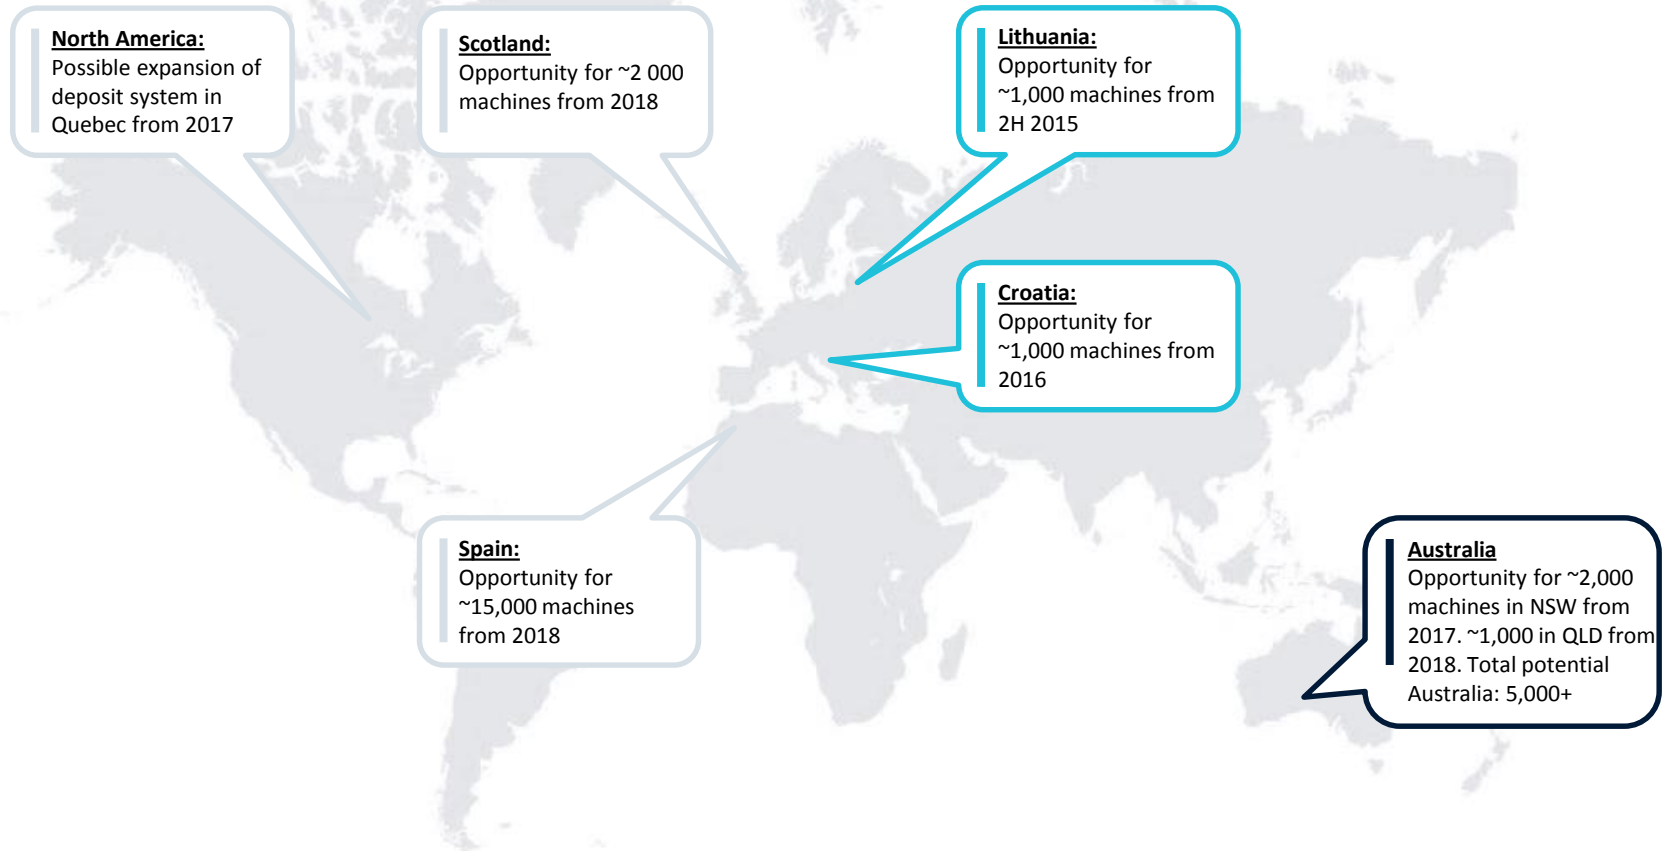 North America:
Possible expansion of
deposit system in
Quebec from 2017
Scotland:
Opportunity for ~2 000
machines from 2018
Lithuania:
Opportunity for
~1,000 machines from
2H 2015
Croatia:
Opportunity for
~1,000 machines from
2016
Spain:
Opportunity for
~15,000 machines
from 2018
Australia
Opportunity for ~2,000
machines in NSW from
2017. ~1,000 in QLD from
2018. Total potential
Australia: 5,000+